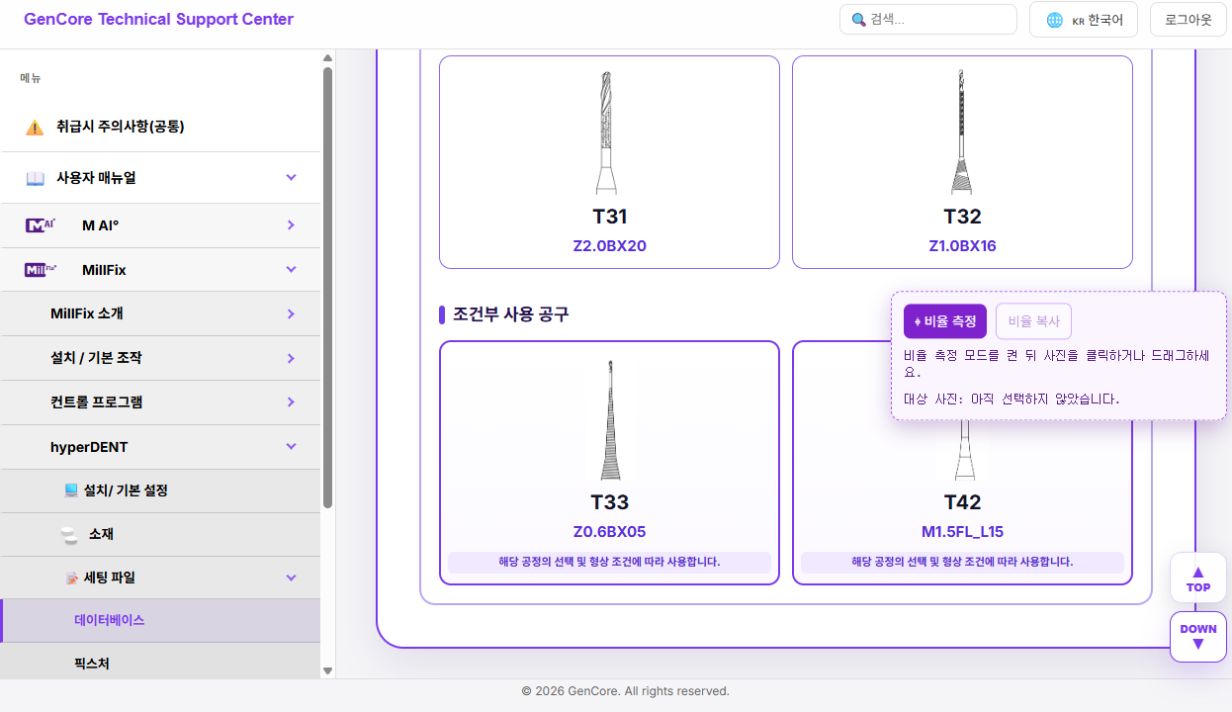 GenCore Technical Support Center
검색...
KR 한국어
로그아웃
메뉴
취급시 주의사항(공통)
사용자 매뉴얼
M AI°
MillFix
MillFix 소개
설치 / 기본 조작
컨트롤 프로그램
hyperDENT
설치/ 기본 설정
소재
세팅 파일
데이터베이스
픽스처
T31
Z2.0BX20
T32
Z1.0BX16
조건부 사용 공구
비율 측정
비율 복사
비율 측정 모드를 켠 뒤 사진을 클릭하거나 드래그하세
요.
대상 사진: 아직 선택하지 않았습니다.
T33
Z0.6BX05
해당 공정의 선택 및 형상 조건에 따라 사용합니다.
T42
M1.5FL_L15
해당 공정의 선택 및 형상 조건에 따라 사용합니다.
TOP
DOWN
© 2026 GenCore. All rights reserved.